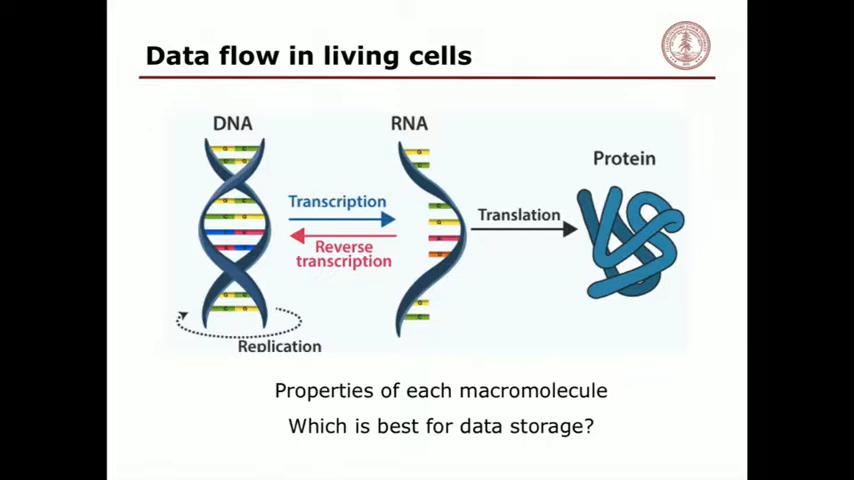 Data flow in living cells
DNA
RNA
Protein
Transcription
Reverse
transcription
Translation
Replication
Properties of each macromolecule
Which is best for data storage?